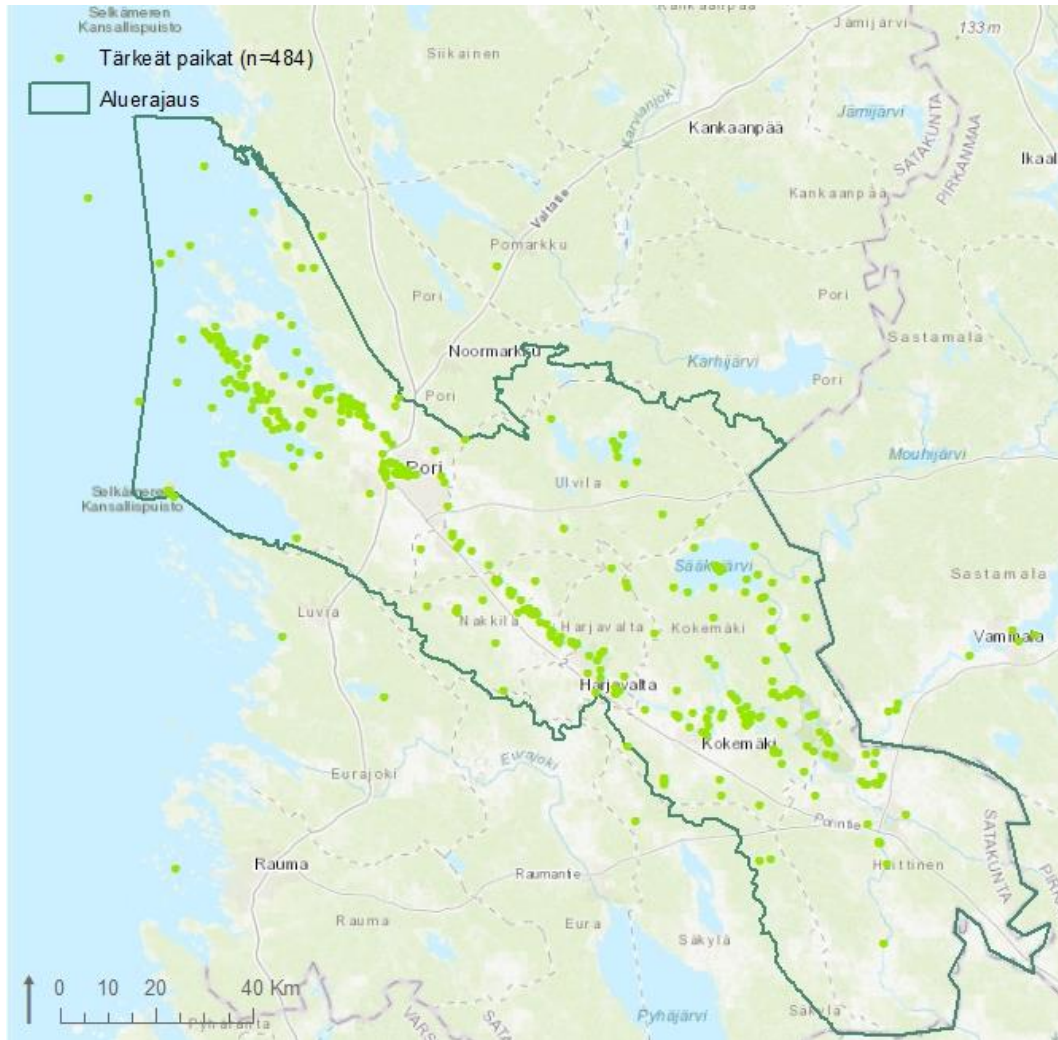 Selkämeren
Kansallispuisto
Tärkeät paikat (n=484)
Aluerajaus
Kankaanpää
Jämijärvi
133 m
Siikainen
Karvianjoki
Jämijärvi
Kankaanpää
SATAKUNTA
PIRKANMAA
Ikaal
Kankaanpää
Valtatie
Pomarkku
Pori
Pori
Sastamala
Noormarkku
Karhijärvi
Pori
Pori
Mouhijärvi
Pori
Ulvila
Selkämeren
Kansallispuisto
Sääksjärvi
Sastamala
Luvia
Nakkila
Harjavalta
Kokemäki
Vammala
Harjavalta
Kokemäki
Eurajoki
Eurajoki
Porintie
SATAKUNTA
Huittinen
Rauma
Raumantie
Rauma
Eura
Säkylä
0 10 20 40 Km
Pyhäjärvi
Säkylä
Pyhäranta